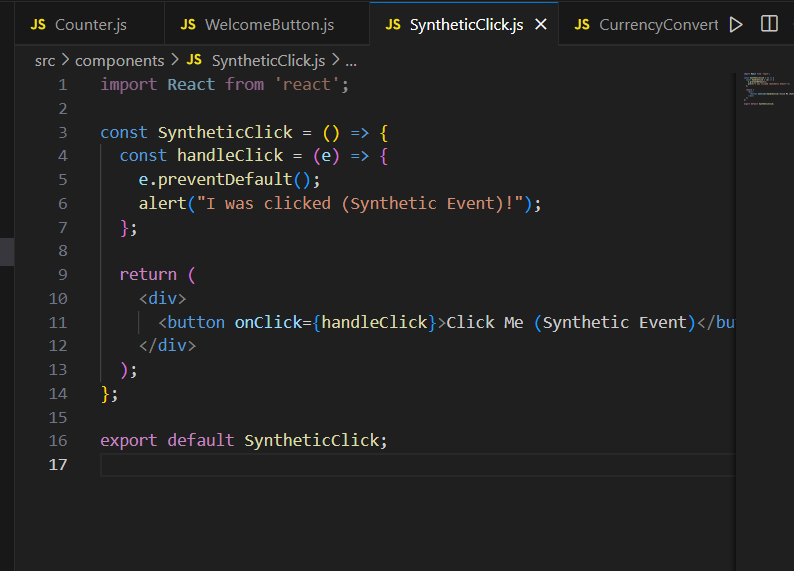 JS Counter.js JS WelcomeButton.js JS SyntheticClick.js JS CurrencyConvert
src > components > JS SyntheticClick.js > ...
1 import React from 'react';
2
3 const SyntheticClick = () => {
4 const handleClick = (e) => {
5 e.preventDefault();
6 alert("I was clicked (Synthetic Event)!");
7 };
8
9 return (
10 <div>
11 <button onClick={handleClick}>Click Me (Synthetic Event)</bu
12 </div>
13 );
14 };
15
16 export default SyntheticClick;
17